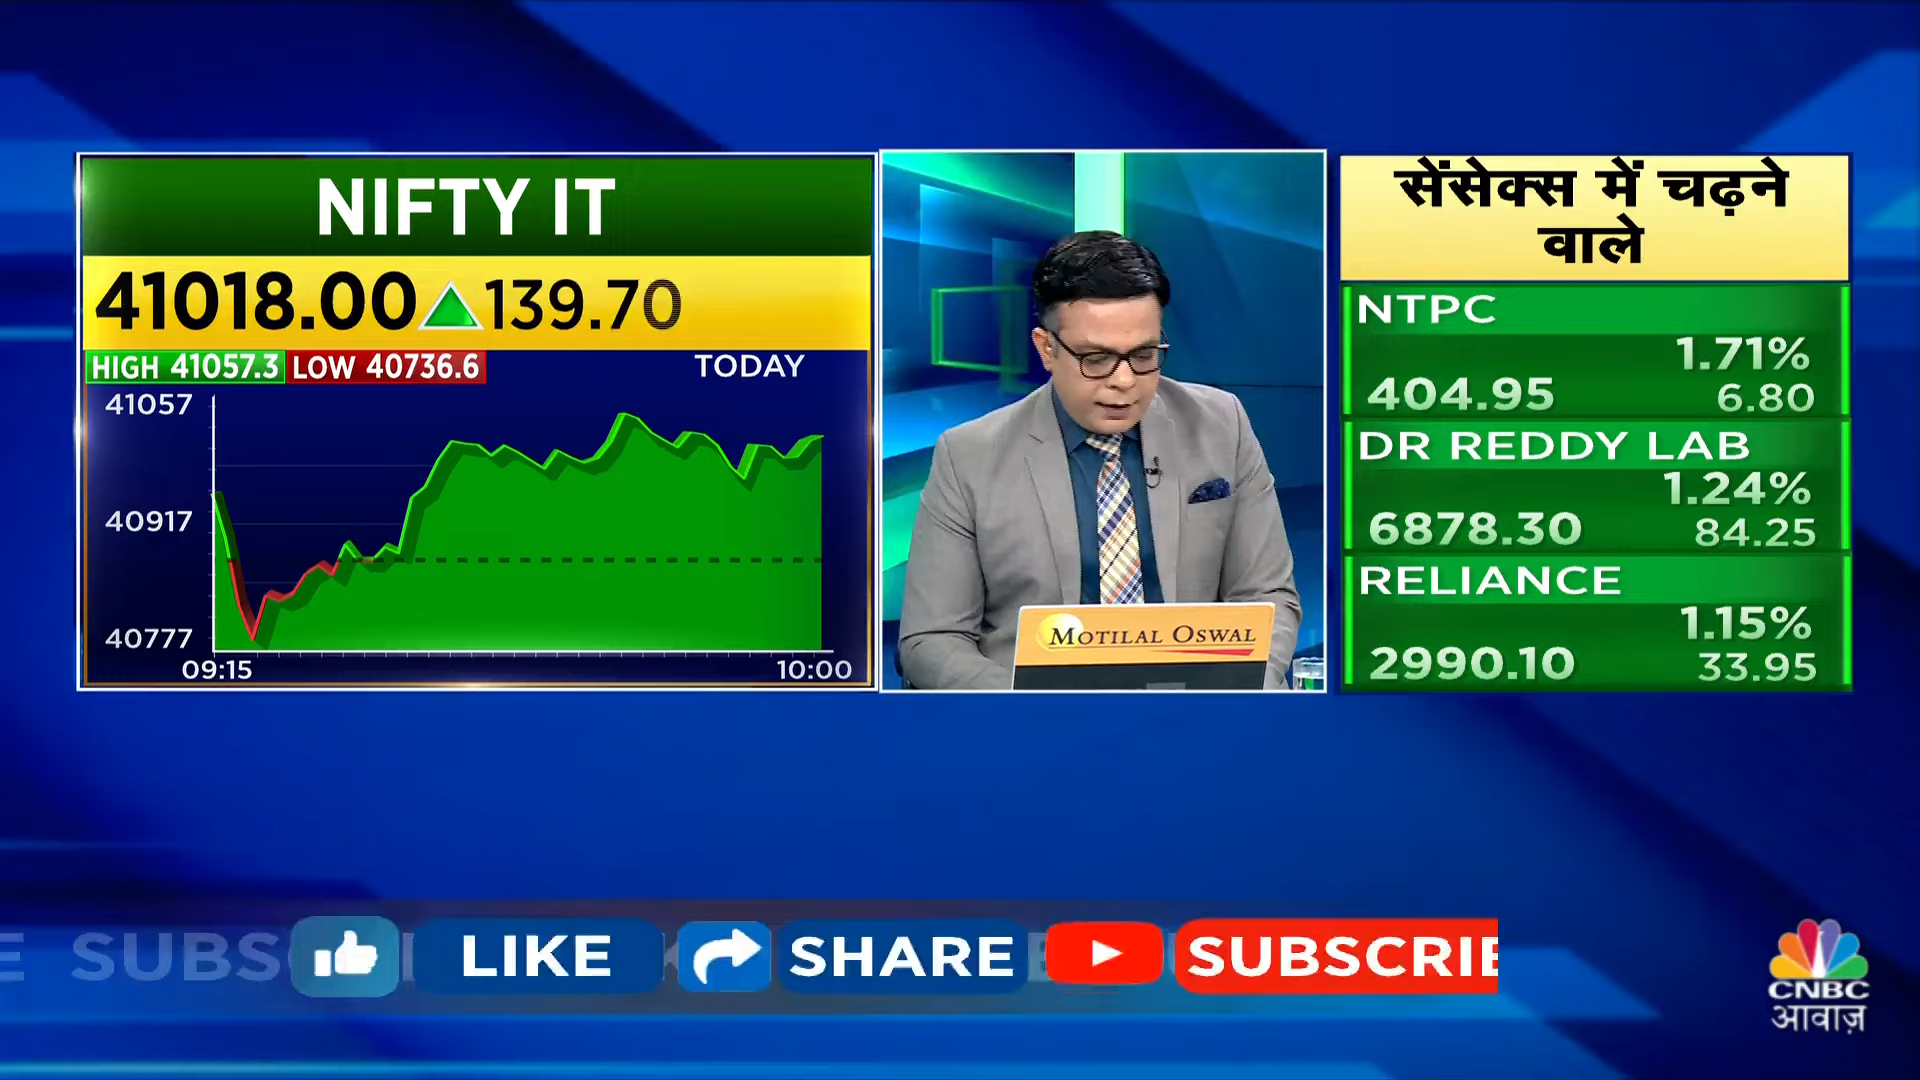 NIFTY IT
41018.00 139.70
HIGH 41057.3 LOW 40736.6 TODAY
41057
40917
40777
09:15 10:00
MOTILAL OSWAL
सेंसेक्स में चढ़ने
वाले
NTPC
1.71%
404.95 6.80
DR REDDY LAB
1.24%
6878.30 84.25
RELIANCE
1.15%
2990.10 33.95
LIKE SHARE SUBSCRIB
CNBC
आवाज़